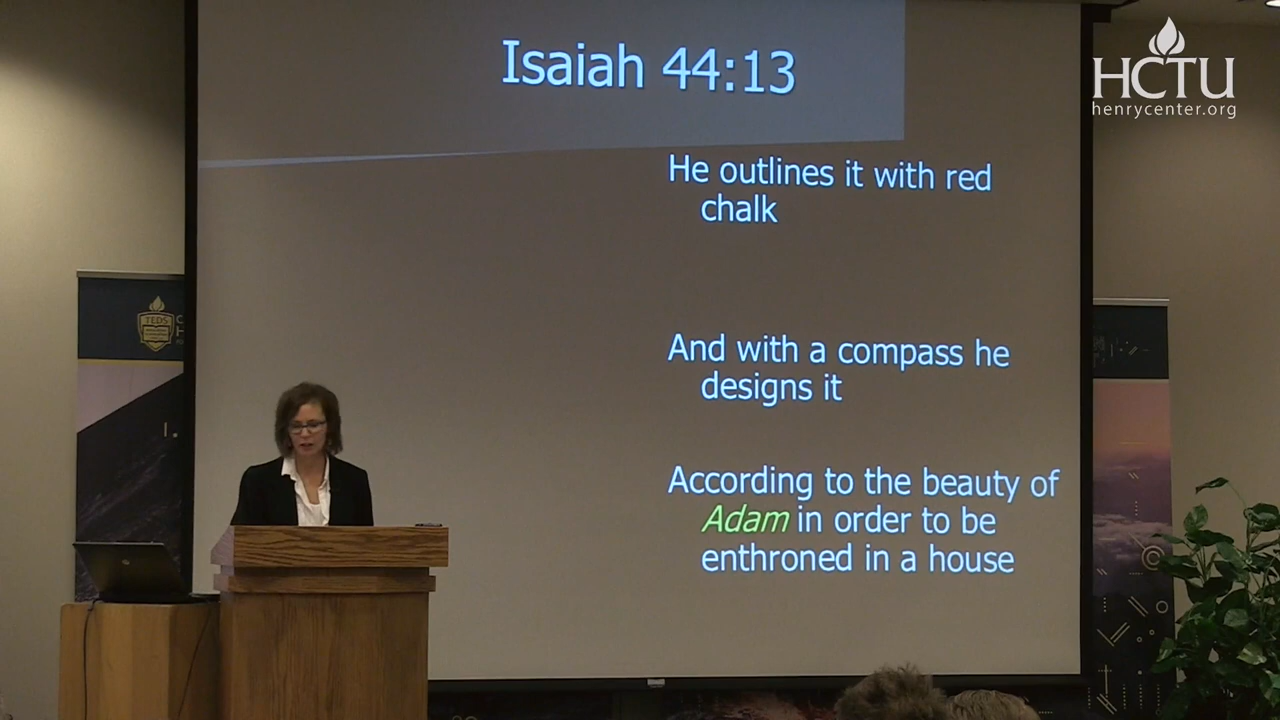 Isaiah 44:13
HCTU
henrycenter.org
He outlines it with red
chalk
And with a compass he
designs it
According to the beauty of
Adam in order to be
enthroned in a house
TEDS